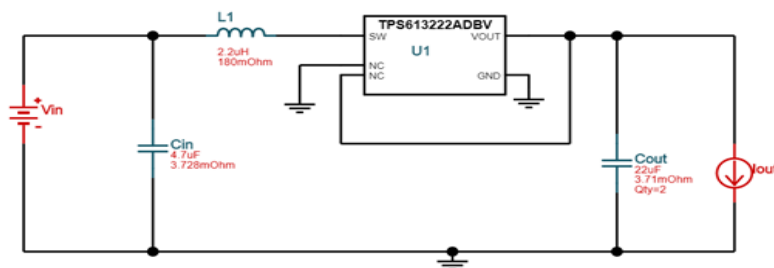 L1
2.2uH
180mOhm
TPS613222ADBV
SW
VOUT
U1
NC
NC
GND
+
Vin
-
Cin
4.7uF
3.728mOhm
Cout
22uF
3.71mOhm
Qty=2
Iout